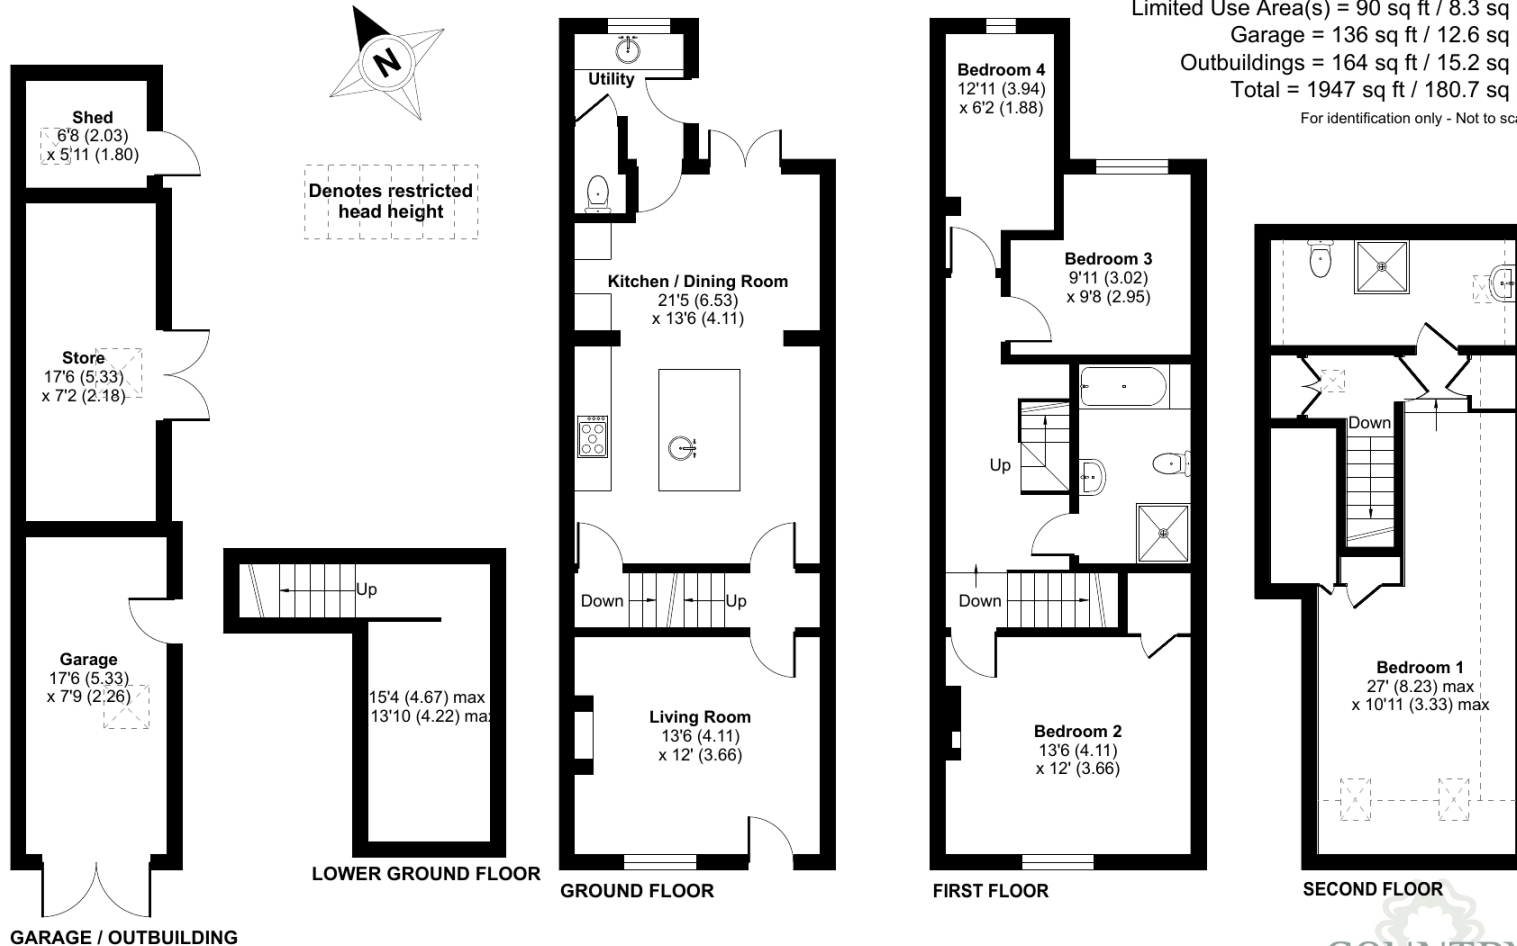 Limited Use Area(s) = 90 sq ft / 8.3 sq
Garage = 136 sq ft / 12.6 sq
Outbuildings = 164 sq ft / 15.2 sq
Total = 1947 sq ft / 180.7 sq
For identification only - Not to sca
N
Denotes restricted
head height
Shed
6'8 (2.03)
x 5'11 (1.80)
Store
17'6 (5.33)
x 7'2 (2.18)
Garage
17'6 (5.33)
x 7'9 (2.26)
GARAGE / OUTBUILDING
Up
15'4 (4.67) max
13'10 (4.22) max
LOWER GROUND FLOOR
Utility
Kitchen / Dining Room
21'5 (6.53)
x 13'6 (4.11)
Down
Up
Living Room
13'6 (4.11)
x 12' (3.66)
GROUND FLOOR
Bedroom 4
12'11 (3.94)
x 6'2 (1.88)
Bedroom 3
9'11 (3.02)
x 9'8 (2.95)
Up
Down
Bedroom 2
13'6 (4.11)
x 12' (3.66)
FIRST FLOOR
Down
Bedroom 1
27' (8.23) max
x 10'11 (3.33) max
SECOND FLOOR